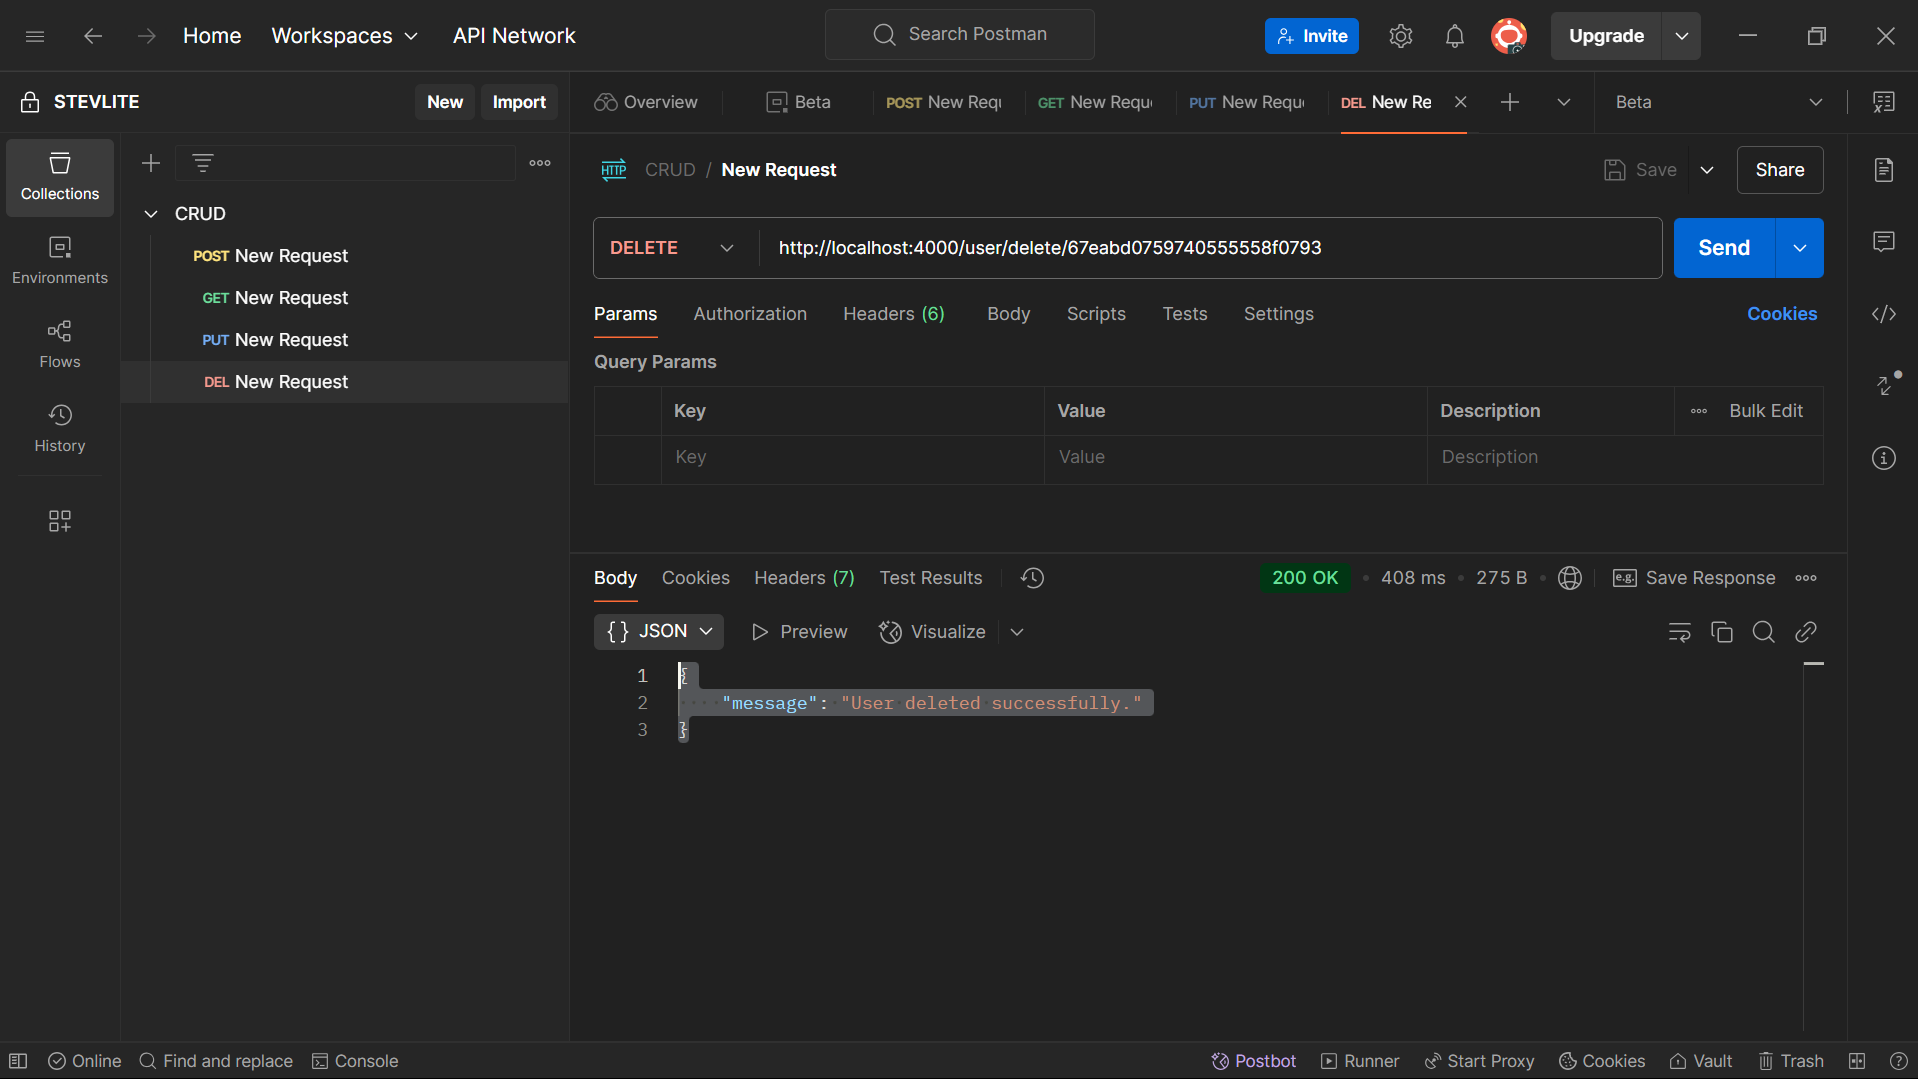 Home Workspaces API Network Search Postman Invite Upgrade
STEVLITE New Import Overview Beta POST New Requ GET New Requ PUT New Requ DEL New Re Beta
Collections
Environments
Flows
History
CRUD
POST New Request
GET New Request
PUT New Request
DEL New Request
HTTP CRUD / New Request Save Share
DELETE http://localhost:4000/user/delete/67eabd0759740555558f0793 Send
Params Authorization Headers (6) Body Scripts Tests Settings Cookies
Query Params
Key Value Description Bulk Edit
Key Value Description
Body Cookies Headers (7) Test Results 200 OK • 408 ms • 275 B • e.g. Save Response
{} JSON Preview Visualize
1 {
2 "message": "User deleted successfully."
3 }
Online Find and replace Console Postbot Runner Start Proxy Cookies Vault Trash